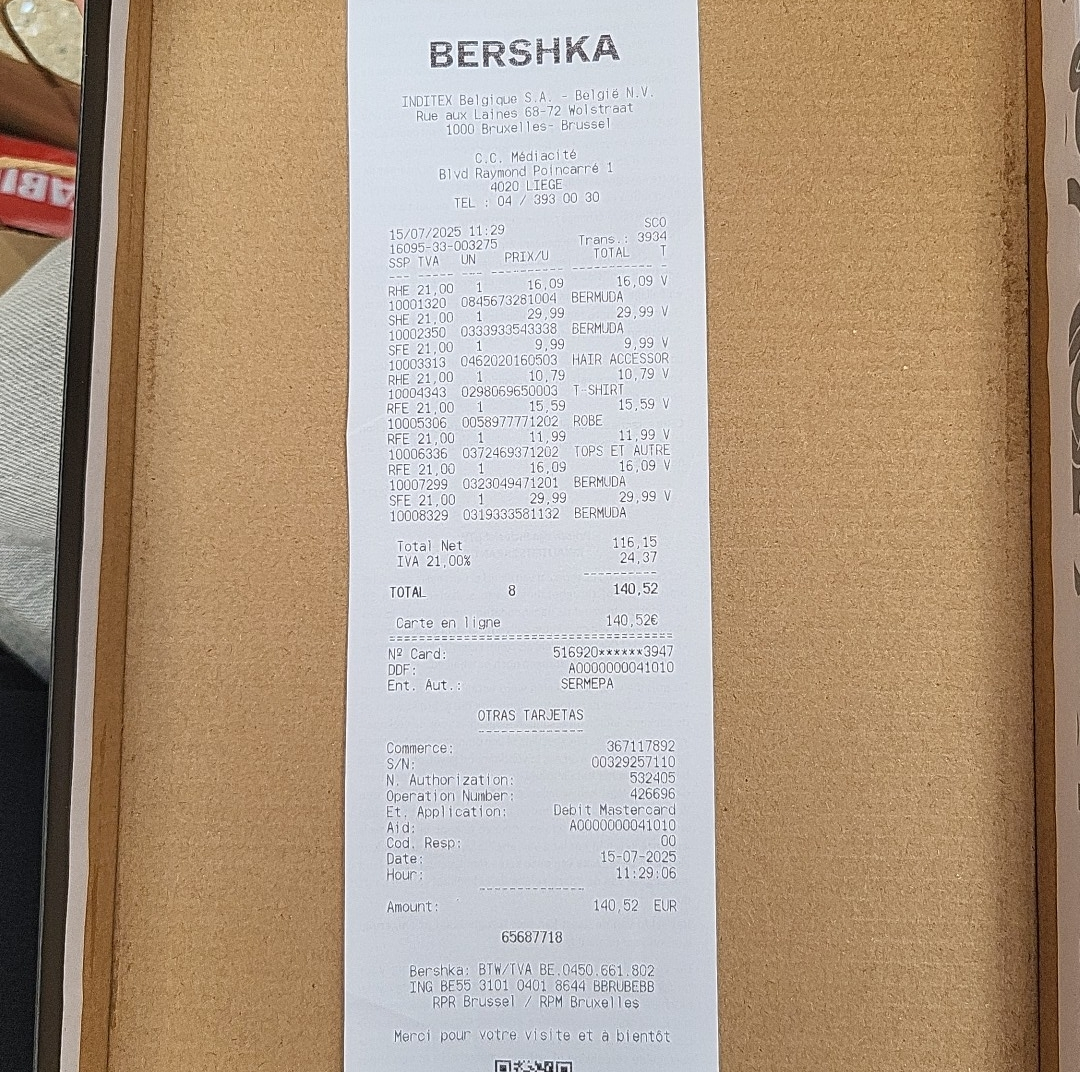 BERSHKA
INDITEX Belgique S.A. - België N.V.
Rue aux Laines 68-72 Wolstraat
1000 Bruxelles- Brussel
C.C. Médiacité
Blvd Raymond Poincarré 1
4020 LIEGE
TEL : 04 / 393 00 30
15/07/2025 11:29 SCO
16095-33-003275 Trans.: 3934
SSP TVA UN PRIX/U TOTAL T
RHE 21,00 1 16,09 16,09 V
10001320 0845673281004 BERMUDA
SHE 21,00 1 29,99 29,99 V
10002350 0333933543338 BERMUDA
SFE 21,00 1 9,99 9,99 V
10003313 0462020160503 HAIR ACCESSOR
RHE 21,00 1 10,79 10,79 V
10004343 0298069650003 T-SHIRT
RFE 21,00 1 15,59 15,59 V
10005306 0058977771202 ROBE
RFE 21,00 1 11,99 11,99 V
10006336 0372469371202 TOPS ET AUTRE
RFE 21,00 1 16,09 16,09 V
10007299 0323049471201 BERMUDA
SFE 21,00 1 29,99 29,99 V
10008329 0319333581132 BERMUDA
Total Net 116,15
IVA 21,00% 24,37
TOTAL 8 140,52
Carte en ligne 140,52€
Nº Card: 516920******3947
DDF: A0000000041010
Ent. Aut.: SERMEPA
OTRAS TARJETAS
Commerce: 367117892
S/N: 00329257110
N. Authorization: 532405
Operation Number: 426696
Et. Application: Debit Mastercard
Aid: A0000000041010
Cod. Resp: 00
Date: 15-07-2025
Hour: 11:29:06
Amount: 140,52 EUR
65687718
Bershka: BTW/TVA BE.0450.661.802
ING BE55 3101 0401 8644 BBRUBEBB
RPR Brussel / RPM Bruxelles
Merci pour votre visite et à bientôt